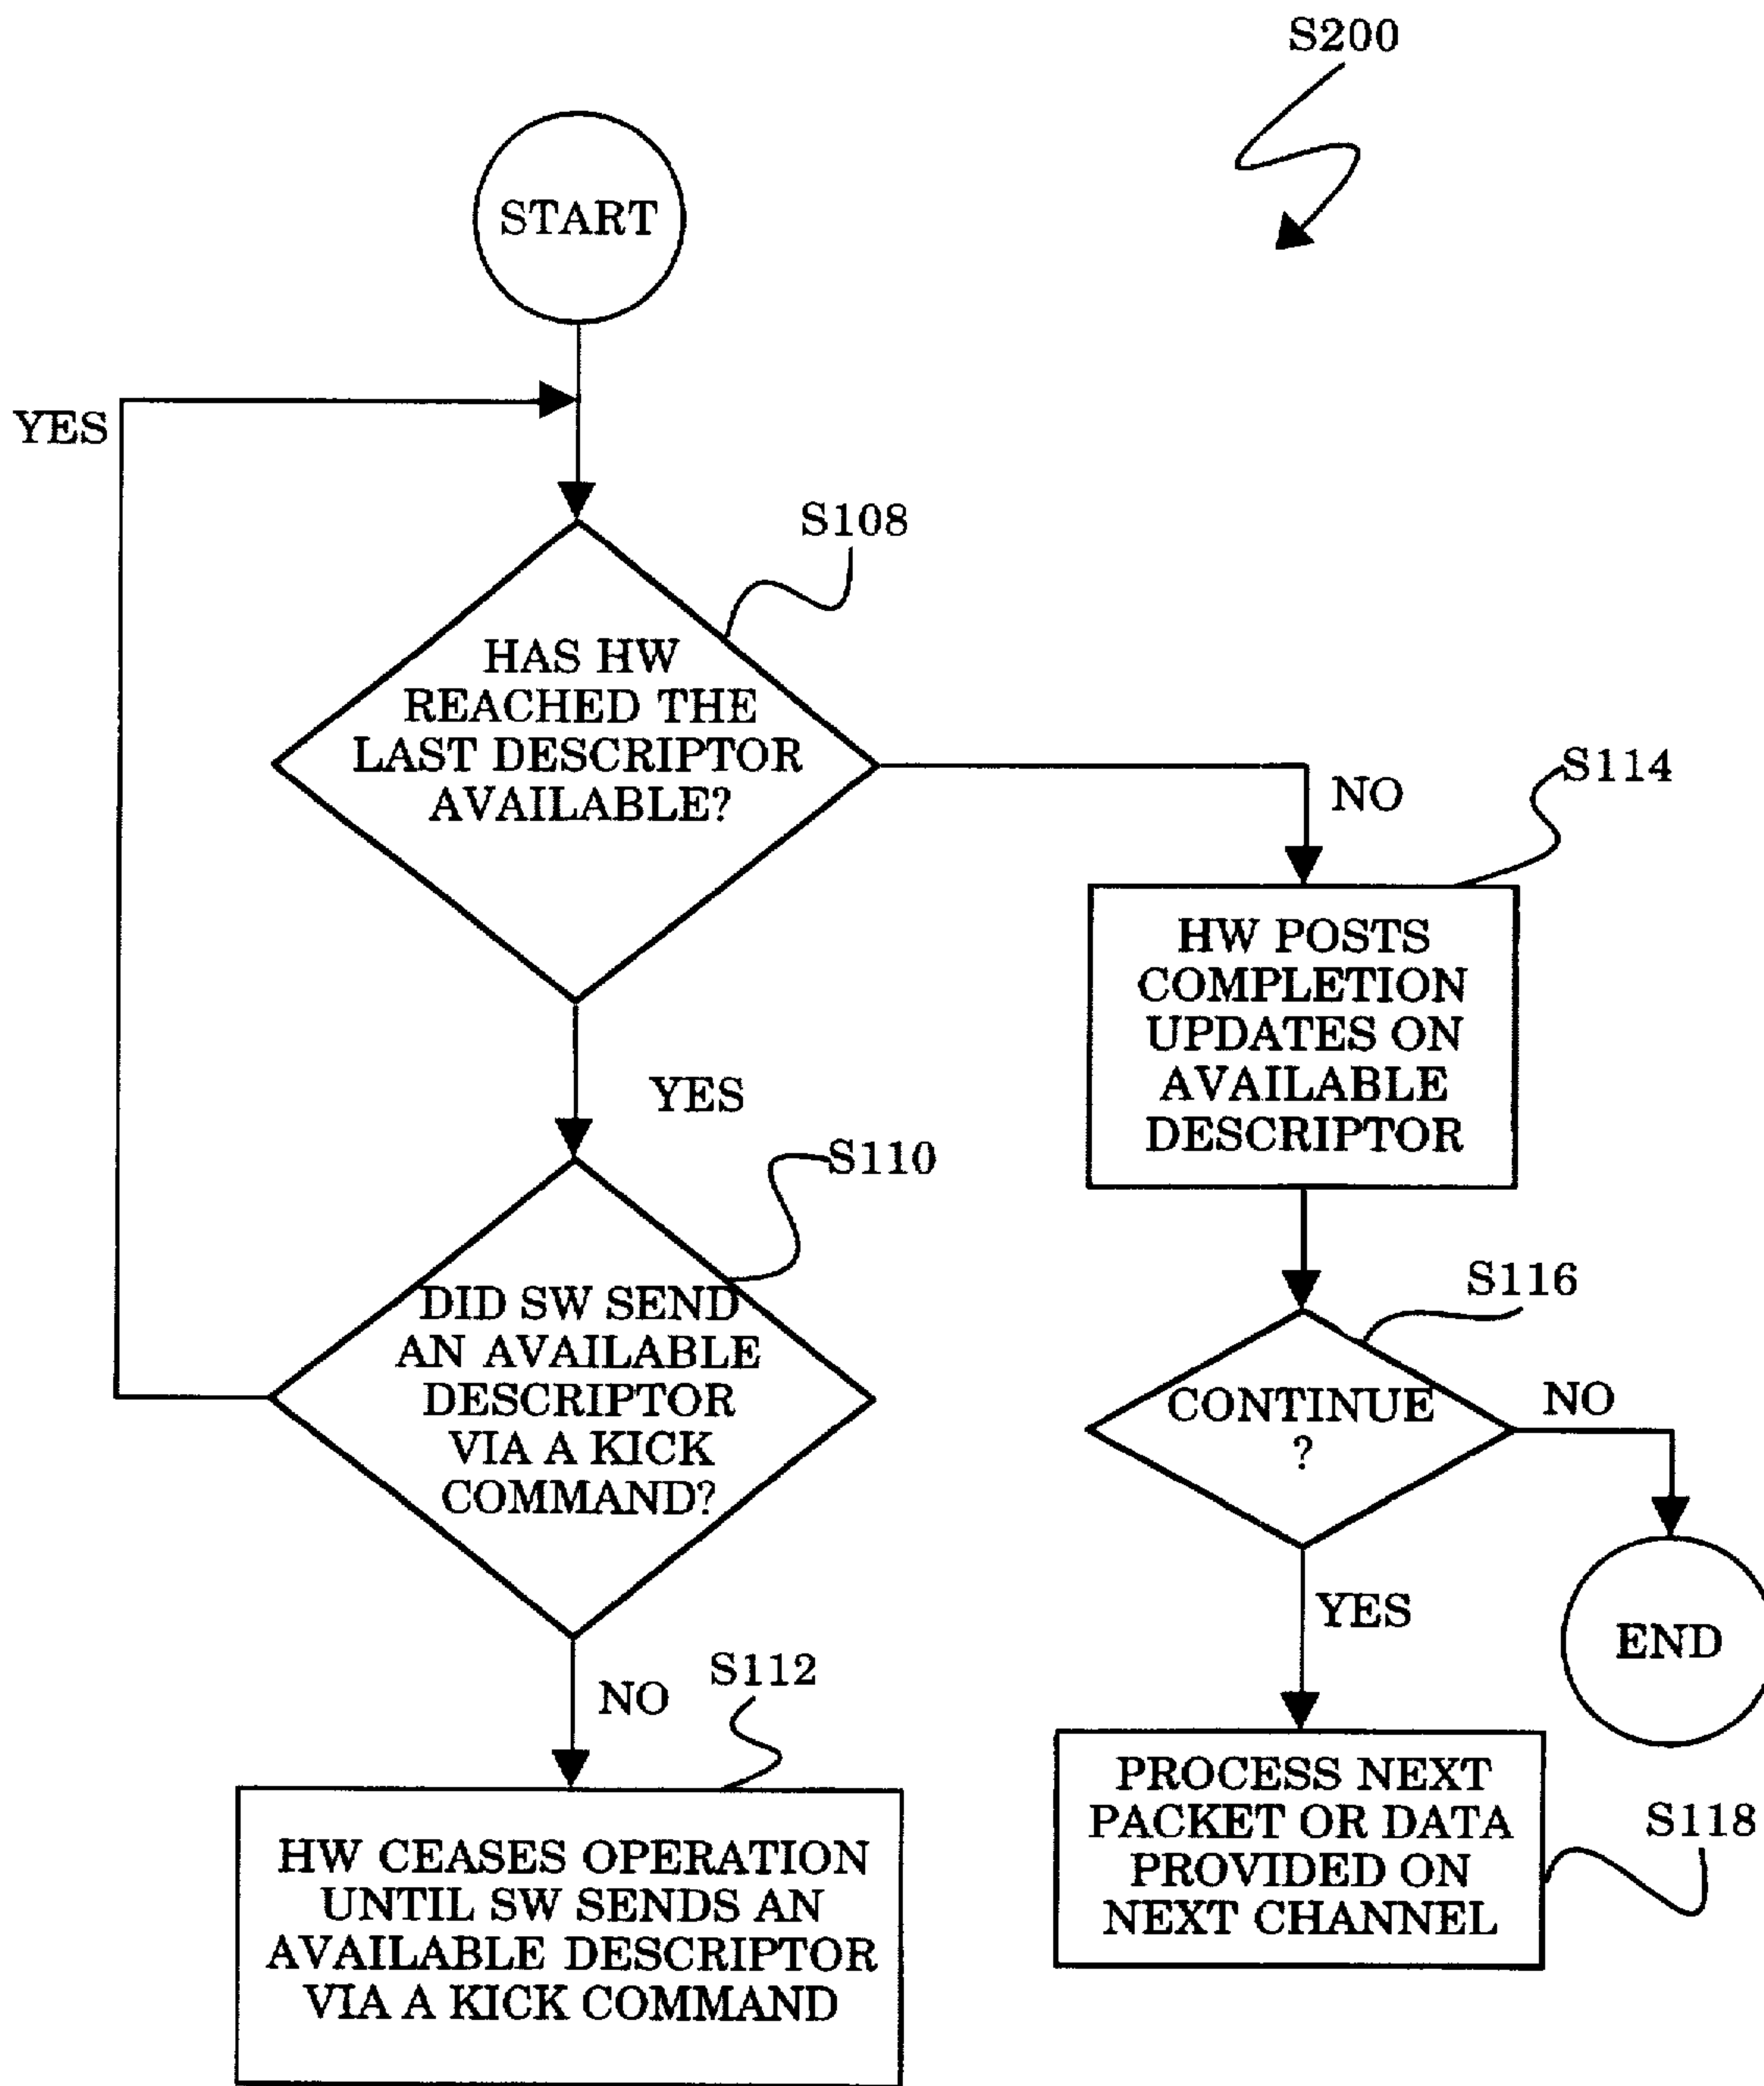 S200
START
YES
S108
HAS HW
REACHED THE
LAST DESCRIPTOR
AVAILABLE?
NO
S114
HW POSTS
COMPLETION
UPDATES ON
AVAILABLE
DESCRIPTOR
YES
S110
DID SW SEND
AN AVAILABLE
DESCRIPTOR
VIA A KICK
COMMAND?
S116
CONTINUE
?
NO
END
YES
NO
S112
HW CEASES OPERATION
UNTIL SW SENDS AN
AVAILABLE DESCRIPTOR
VIA A KICK COMMAND
PROCESS NEXT
PACKET OR DATA
PROVIDED ON
NEXT CHANNEL
S118